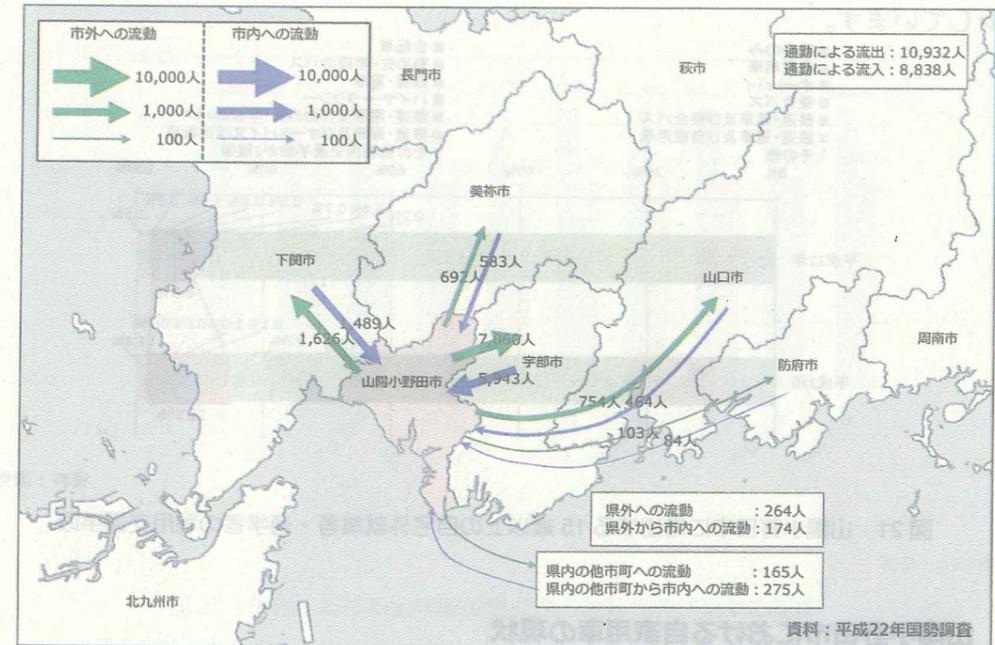 市外への流動
市内への流動
10,000人
10,000人
1,000人
1,000人
100人
100人
通勤による流出：10,932人
通勤による流入：8,838人
長門市
萩市
美祢市
583人
692人
下関市
山口市
1,489人
1,626人
7,060人
宇部市
5,943人
山陽小野田市
周南市
防府市
754人
464人
103人
84人
県外への流動：264人
県外から市内への流動：174人
県内の他市町への流動：165人
県内の他市町から市内への流動：275人
北九州市
資料：平成22年国勢調査